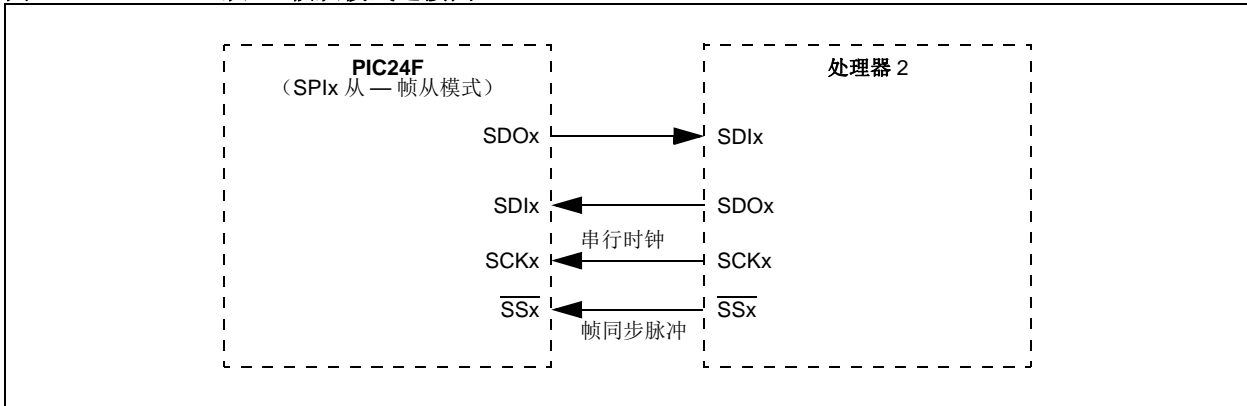 PIC24F
（SPIx 从 — 帧从模式）
处理器 2
SDOx
SDIx
SDIx
SDOx
串行时钟
SCKx
SCKx
SSx
SSx
帧同步脉冲